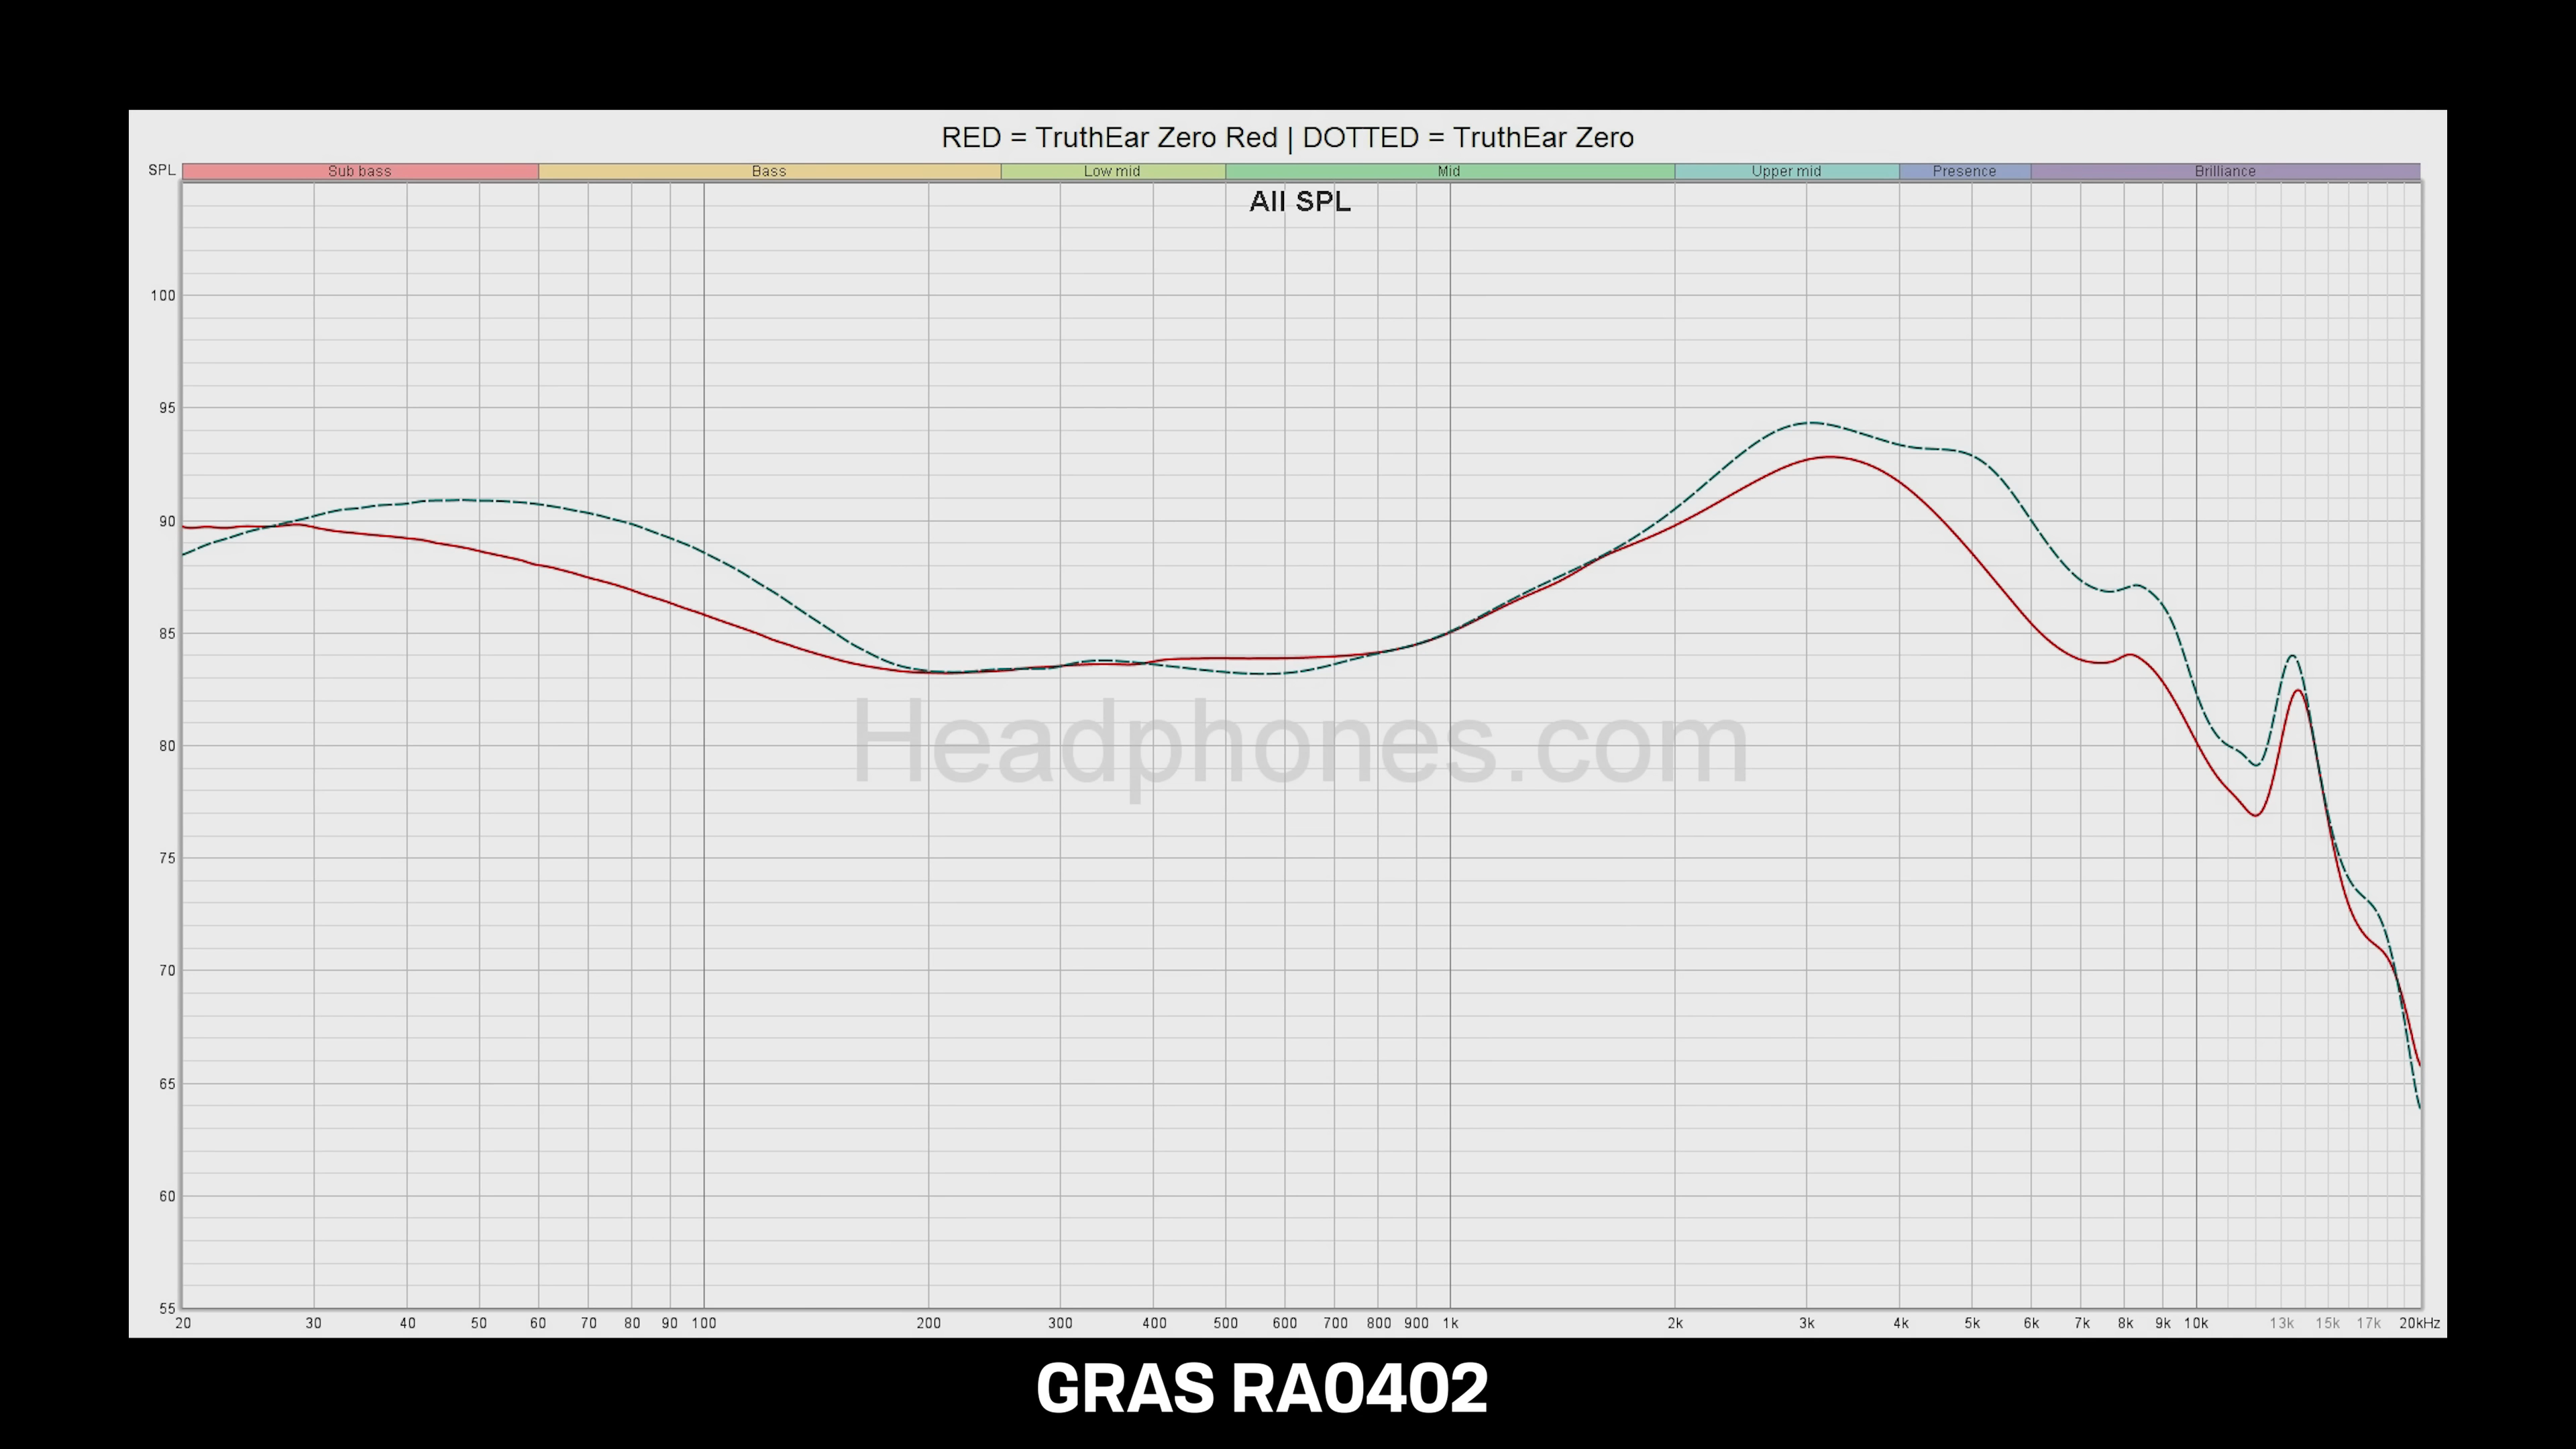 RED = TruthEar Zero Red | DOTTED = TruthEar Zero
SPL Sub bass Bass Low mid Mid Upper mid Presence Brilliance
All SPL
100
95
90
85
80
Headphones.com
75
70
65
60
55
20 30 40 50 60 70 80 90 100 200 300 400 500 600 700 800 900 1k 2k 3k 4k 5k 6k 7k 8k 9k 10k 13k 15k 17k 20kHz
GRAS RA0402